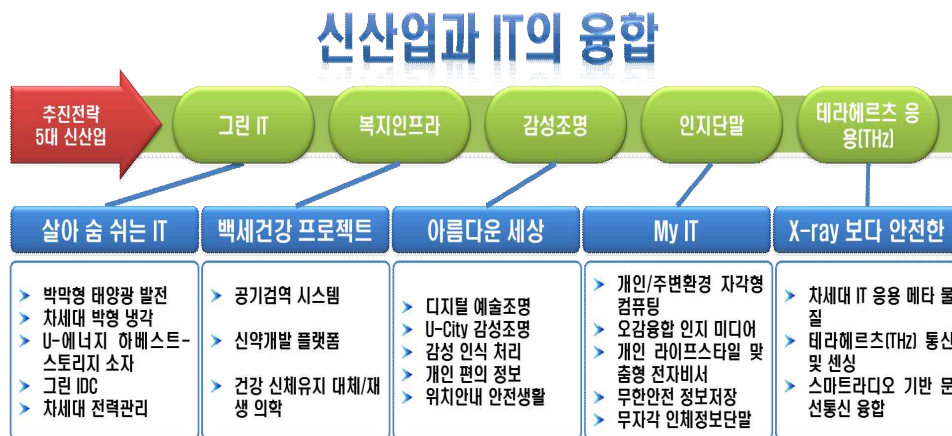 신산업과 IT의 융합
추진전략
5대 신산업
그린 IT
복지인프라
감성조명
인지단말
테라헤르츠 응
용(THz)
살아 숨 쉬는 IT
백세건강 프로젝트
아름다운 세상
My IT
X-ray 보다 안전한
박막형 태양광 발전
차세대 박형 냉각
U-에너지 하베스트-
스토리지 소자
그린 IDC
차세대 전력관리
공기검역 시스템
신약개발 플랫폼
건강 신체유지 대체/재
생 의학
디지털 예술조명
U-City 감성조명
감성 인식 처리
개인 편의 정보
위치안내 안전생활
개인/주변환경 자각형
컴퓨팅
오감융합 인지 미디어
개인 라이프스타일 맞
춤형 전자비서
무한안전 정보저장
무자각 인체정보단말
차세대 IT 응용 메타 물
질
테라헤르츠(THz) 통신
및 센싱
스마트라디오 기반
선통신 융합